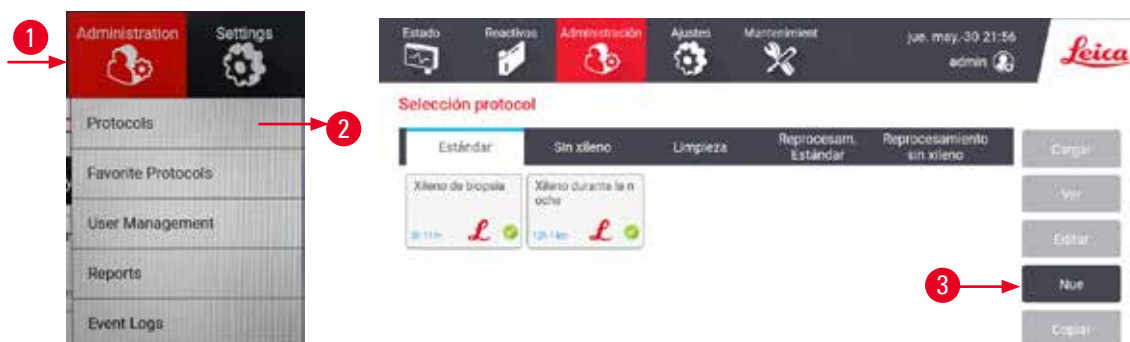 1
Administration
Settings
Protocols
2
Favorite Protocols
User Management
Reports
Event Logs
Estado
Reactivos
Administración
Ajustes
Mantenimient
jue. may.-30 21:56
admin
Leica
Selección protocol
Estándar
Sin xileno
Limpieza
Reprocesam.
Estándar
Reprocesamiento
sin xileno
Cargar
Xileno de biopsia
Xileno durante la n
oche
Ver
L
L
Editar
3
Nue
Copiar